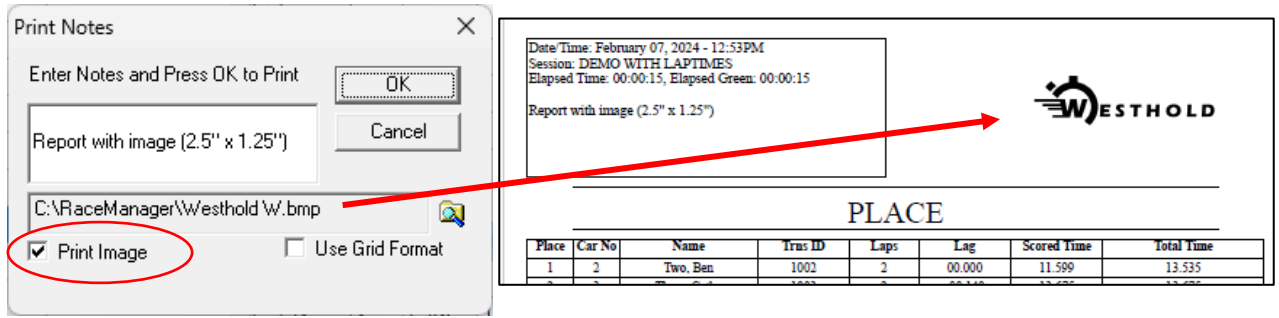 Print Notes
Enter Notes and Press OK to Print
OK
Report with image (2.5" x 1.25")
Cancel
C:\RaceManager\Westhold W.bmp
Print Image
Use Grid Format
Date/Time: February 07, 2024 - 12:53PM
Session: DEMO WITH LAPTIMES
Elapsed Time: 00:00:15, Elapsed Green: 00:00:15
Report with image (2.5" x 1.25")
WESTHOLD
PLACE
Place Car No Name Trns ID Laps Lag Scored Time Total Time
1 2 Two, Ben 1002 2 00.000 11.599 13.535